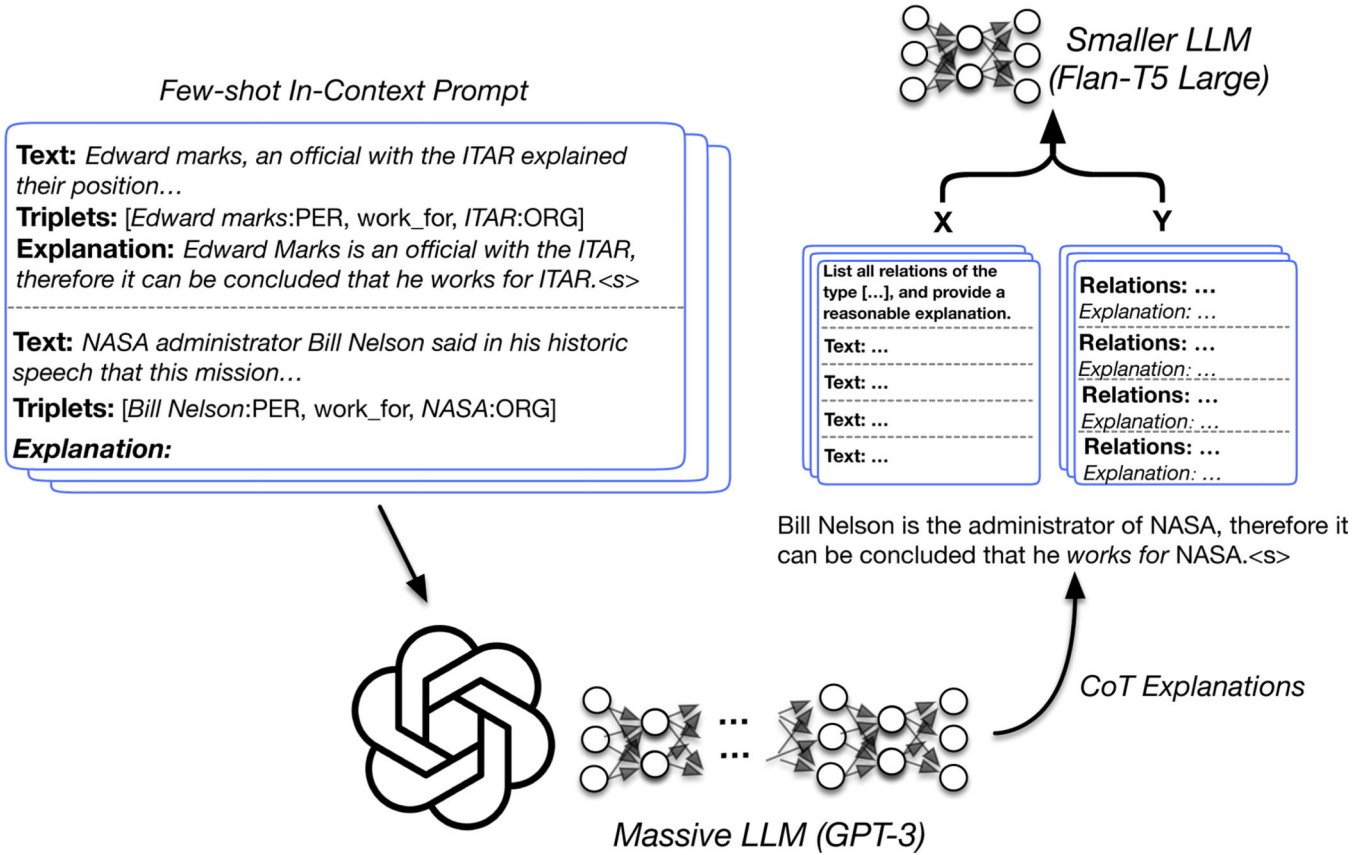 Few-shot In-Context Prompt
Text: Edward marks, an official with the ITAR explained
their position…
Triplets: [Edward marks:PER, work_for, ITAR:ORG]
Explanation: Edward Marks is an official with the ITAR,
therefore it can be concluded that he works for ITAR.<s>
Text: NASA administrator Bill Nelson said in his historic
speech that this mission…
Triplets: [Bill Nelson:PER, work_for, NASA:ORG]
Explanation:
... ...
... ...
Massive LLM (GPT-3)
CoT Explanations
Bill Nelson is the administrator of NASA, therefore it
can be concluded that he works for NASA.<s>
Smaller LLM
(Flan-T5 Large)
X
List all relations of the
type [...], and provide a
reasonable explanation.
Text: ...
Text: ...
Text: ...
Text: ...
Y
Relations: ...
Explanation: ...
Relations: ...
Explanation: ...
Relations: ...
Explanation: ...
Relations: ...
Explanation: ...